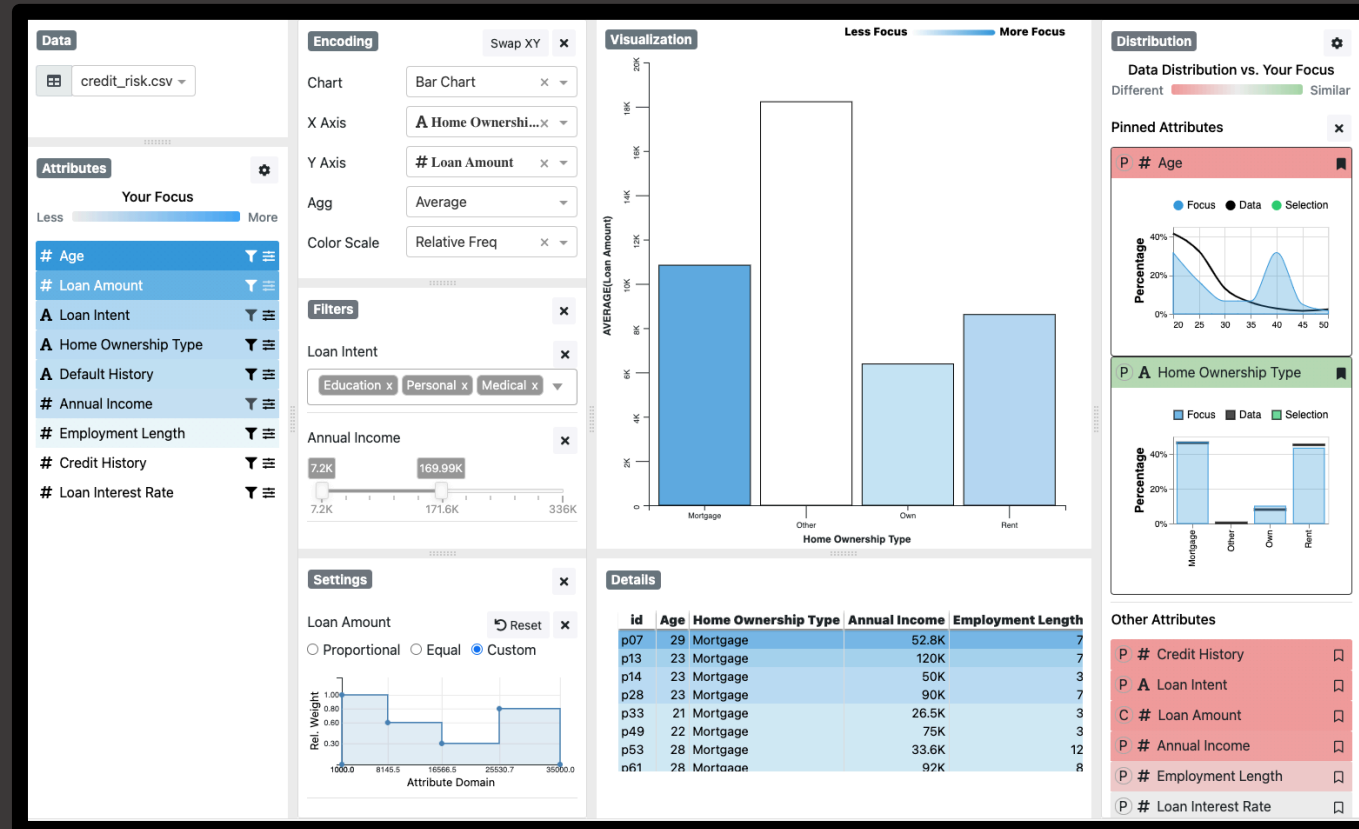 Data
credit_risk.csv
Attributes
Your Focus
Less More
# Age
# Loan Amount
A Loan Intent
A Home Ownership Type
A Default History
# Annual Income
# Employment Length
# Credit History
# Loan Interest Rate
Encoding Swap XY ×
Chart Bar Chart ×
X Axis A Home Ownershi... ×
Y Axis # Loan Amount ×
Agg Average
Color Scale Relative Freq ×
Filters ×
Loan Intent ×
Education x Personal x Medical x
Annual Income ×
7.2K 169.99K
7.2K 171.6K 336K
Settings ×
Loan Amount Reset ×
Proportional Equal Custom
Rel. Weight
1.00
0.80
0.60
0.30
1000.0 8145.5 16566.5 25530.7 35000.0
Attribute Domain
Visualization
Less Focus More Focus
AVERAGE(Loan Amount)
20K
18K
16K
14K
12K
10K
8K
6K
4K
2K
0
Mortgage Other Own Rent
Home Ownership Type
Details
id Age Home Ownership Type Annual Income Employment Length
p07 29 Mortgage 52.8K 7
p13 23 Mortgage 120K 7
p14 23 Mortgage 50K 3
p28 23 Mortgage 90K 7
p33 21 Mortgage 26.5K 3
p49 22 Mortgage 75K 3
p53 28 Mortgage 33.6K 12
p61 28 Mortgage 92K 8
Distribution
Data Distribution vs. Your Focus
Different Similar
Pinned Attributes ×
P # Age
Focus Data Selection
Percentage
40%
20%
0%
20 25 30 35 40 45 50
P A Home Ownership Type
Focus Data Selection
Percentage
40%
20%
0%
Mortgage Other Own Rent
Other Attributes
P # Credit History
P A Loan Intent
C # Loan Amount
P # Annual Income
P # Employment Length
P # Loan Interest Rate